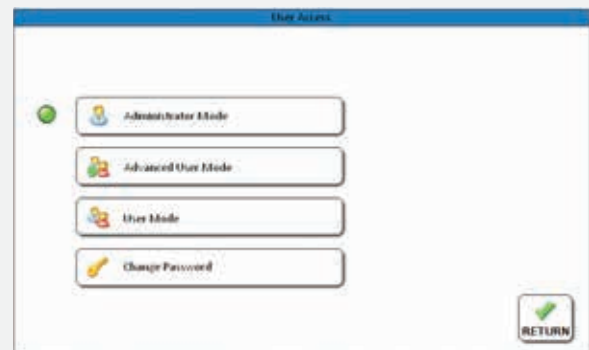 User Access
Administrator Mode
Advanced User Mode
User Mode
Change Password
RETURN